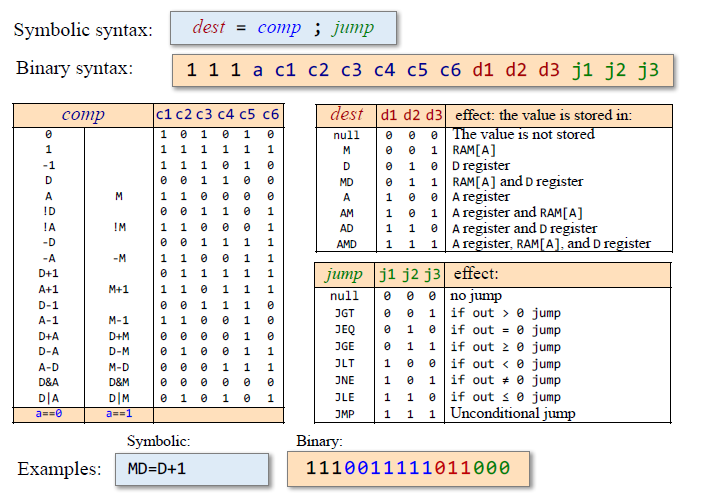 Symbolic syntax: dest = comp ; jump
Binary syntax: 1 1 1 a c1 c2 c3 c4 c5 c6 d1 d2 d3 j1 j2 j3
comp c1 c2 c3 c4 c5 c6
0 1 0 1 0 1 0
1 1 1 1 1 1 1
-1 1 1 1 0 1 0
D 0 0 1 1 0 0
A M 1 1 0 0 0 0
!D 0 0 1 1 0 1
!A !M 1 1 0 0 0 1
-D 0 0 1 1 1 1
-A -M 1 1 0 0 1 1
D+1 0 1 1 1 1 1
A+1 M+1 1 1 0 1 1 1
D-1 0 0 1 1 1 0
A-1 M-1 1 1 0 0 1 0
D+A D+M 0 0 0 0 1 0
D-A D-M 0 1 0 0 1 1
A-D M-D 0 0 0 1 1 1
D&A D&M 0 0 0 0 0 0
D|A D|M 0 1 0 1 0 1
a==0 a==1
dest d1 d2 d3 effect: the value is stored in:
null 0 0 0 The value is not stored
M 0 0 1 RAM[A]
D 0 1 0 D register
MD 0 1 1 RAM[A] and D register
A 1 0 0 A register
AM 1 0 1 A register and RAM[A]
AD 1 1 0 A register and D register
AMD 1 1 1 A register, RAM[A], and D register
jump j1 j2 j3 effect:
null 0 0 0 no jump
JGT 0 0 1 if out > 0 jump
JEQ 0 1 0 if out = 0 jump
JGE 0 1 1 if out ≥ 0 jump
JLT 1 0 0 if out < 0 jump
JNE 1 0 1 if out ≠ 0 jump
JLE 1 1 0 if out ≤ 0 jump
JMP 1 1 1 Unconditional jump
Symbolic: Binary:
Examples: MD=D+1 1110011111011000